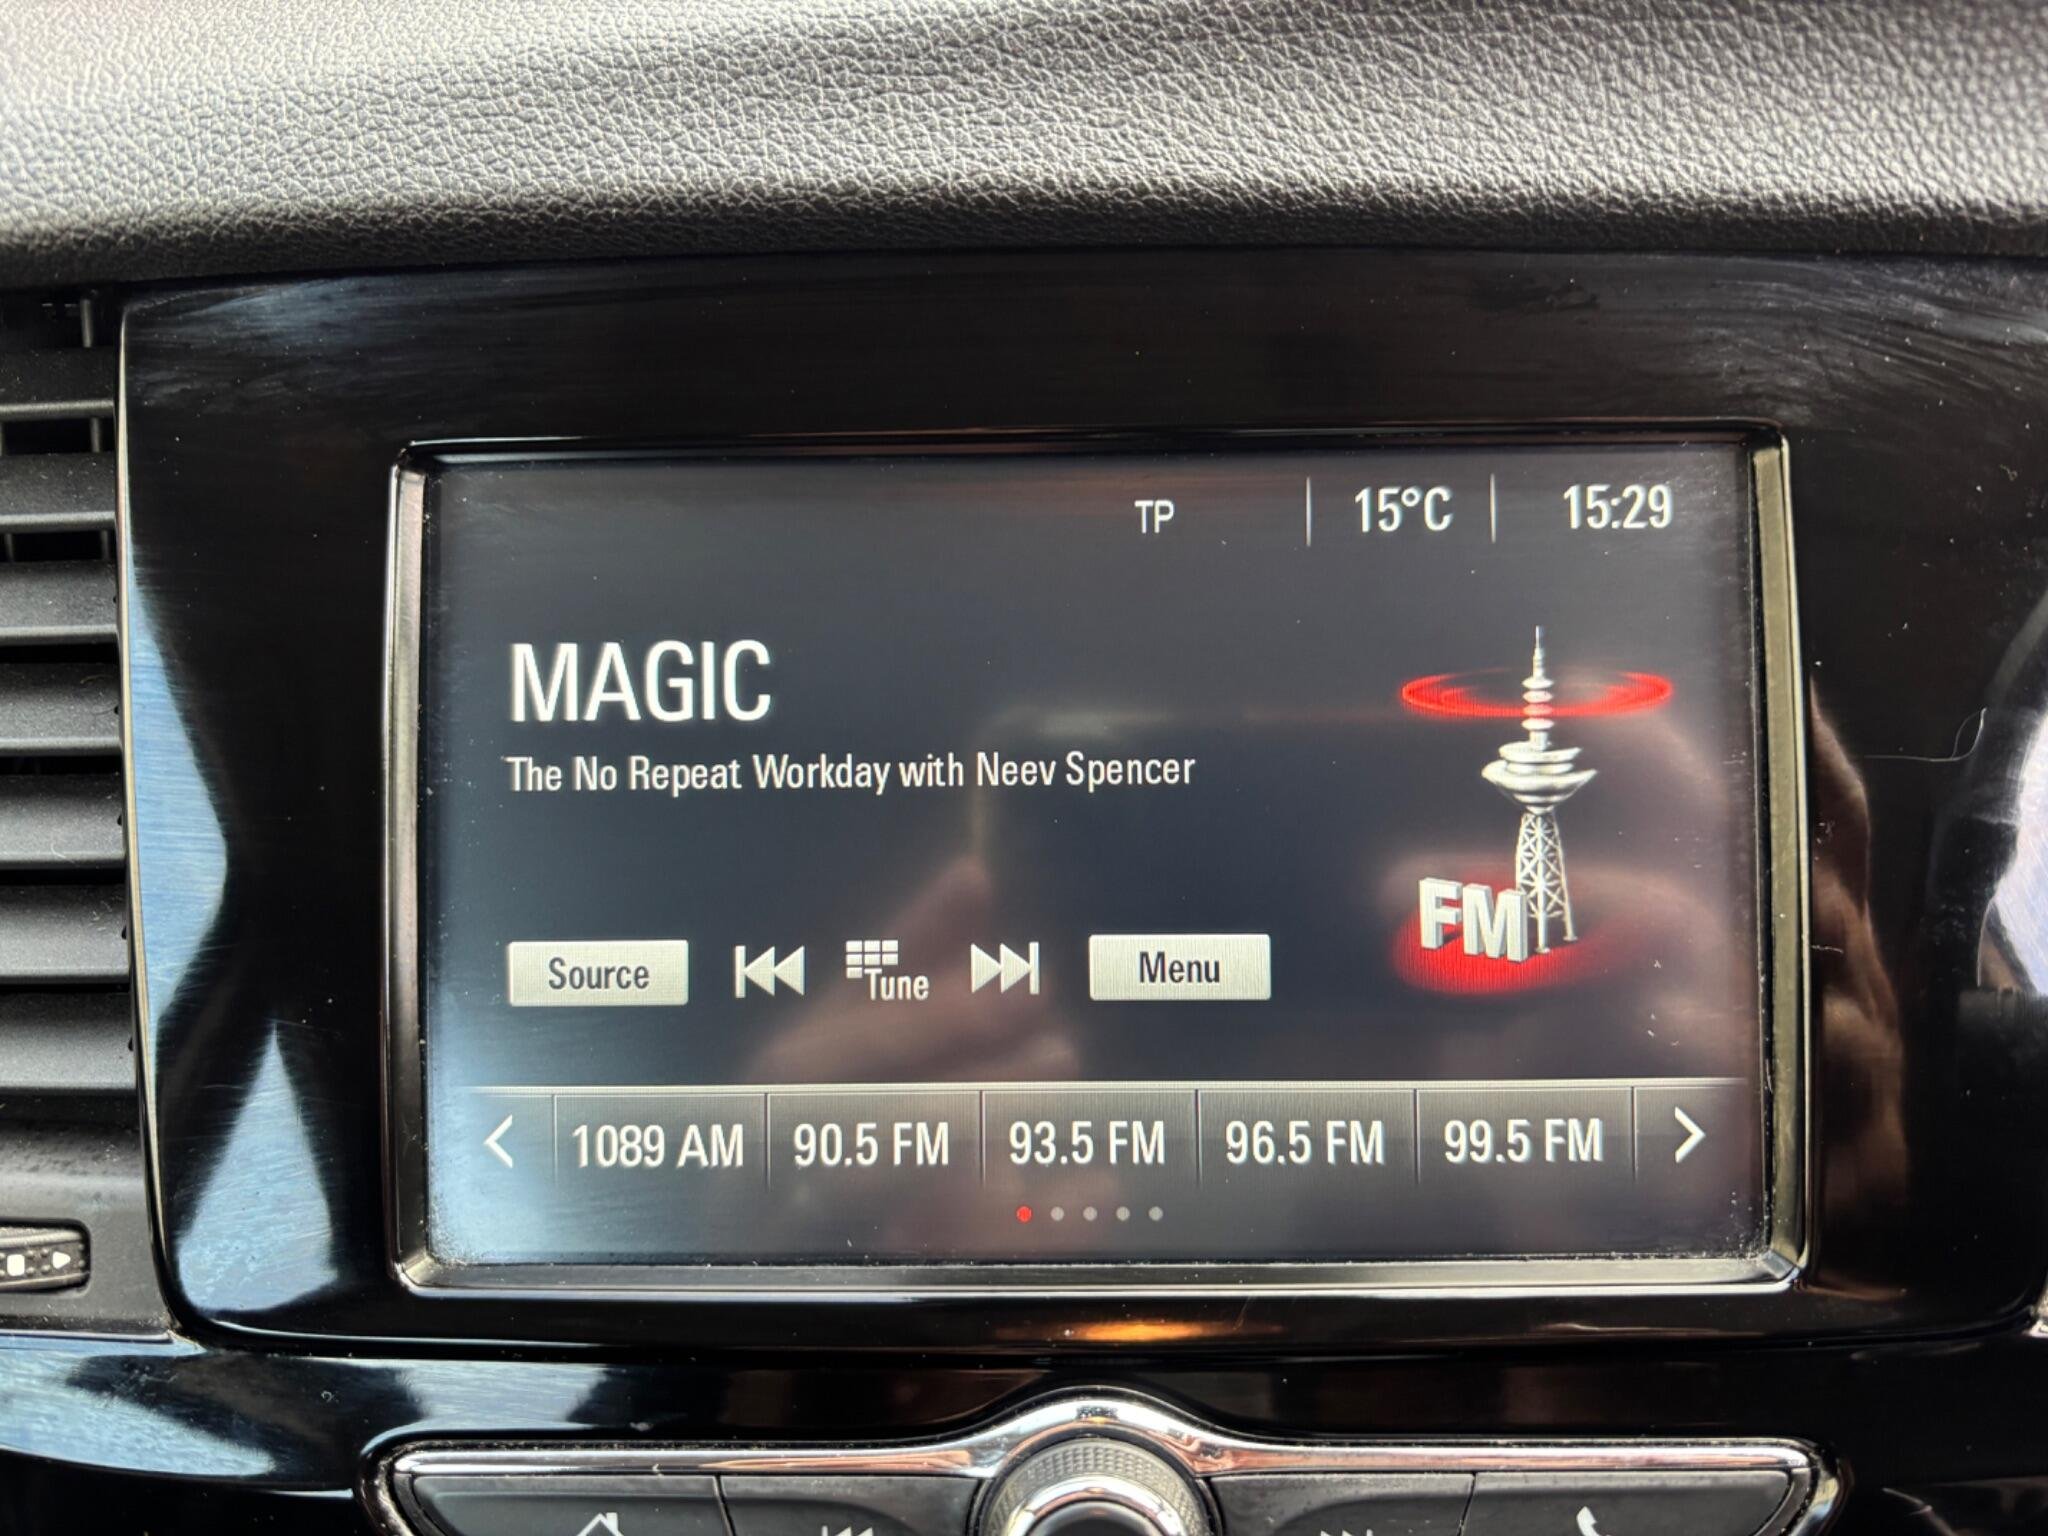 TP 15°C 15:29
MAGIC
The No Repeat Workday with Neev Spencer
Source Tune Menu
FM
1089 AM 90.5 FM 93.5 FM 96.5 FM 99.5 FM